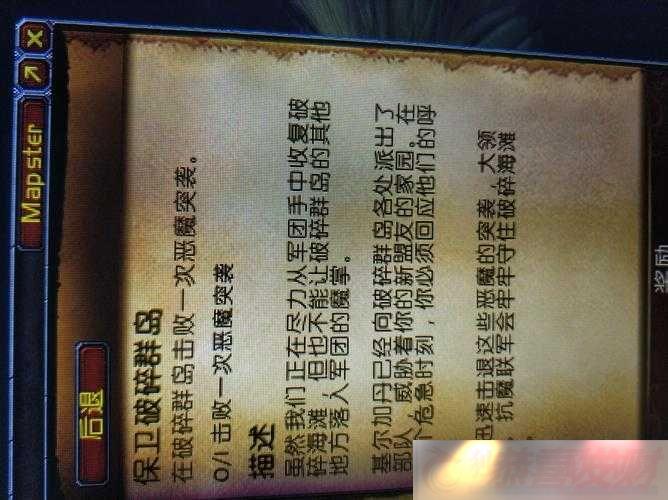 Mapster
后退
保卫破碎群岛
在破碎群岛击败一次恶魔突袭。
0/1 击败一次恶魔突袭
描述
虽然我们正在尽力从军团手中收复破
碎海滩，但也不能让破碎群岛的其他
地方落入军团的魔掌。
基尔加丹已经向破碎群岛各处派出了
部队，威胁着你的新盟友的家园。在
个危急时刻，你必须回应他们的呼
迅速击退这些恶魔的突袭，大领
，抗魔联军会牢牢守住破碎海滩
。
奖励